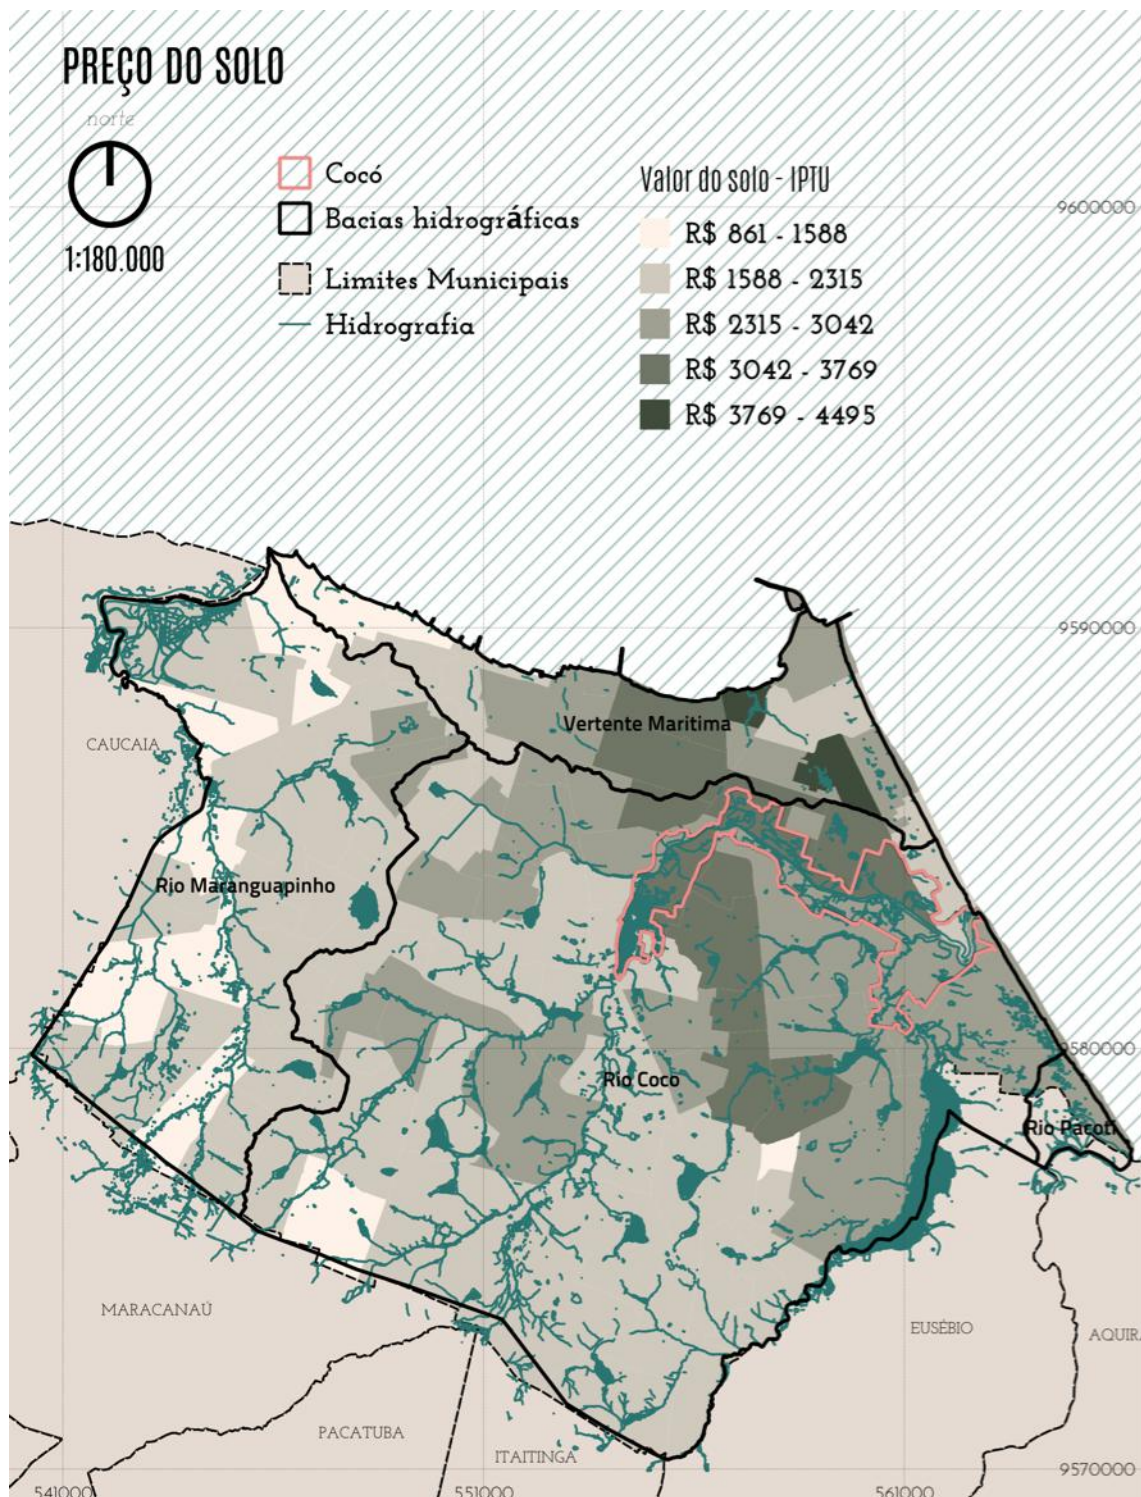 PREÇO DO SOLO
norte
1:180.000
Cocó
Bacias hidrográficas
Limites Municipais
Hidrografia
Valor do solo - IPTU
R$ 861 - 1588
R$ 1588 - 2315
R$ 2315 - 3042
R$ 3042 - 3769
R$ 3769 - 4495
9600000
9590000
Vertente Maritima
CAUCAIA
Rio Maranguapinho
9580000
Rio Coco
Rio Pacoti
MARACANAÚ
EUSÉBIO
AQUIR
PACATUBA
ITAITINGA
9570000
541000
551000
561000